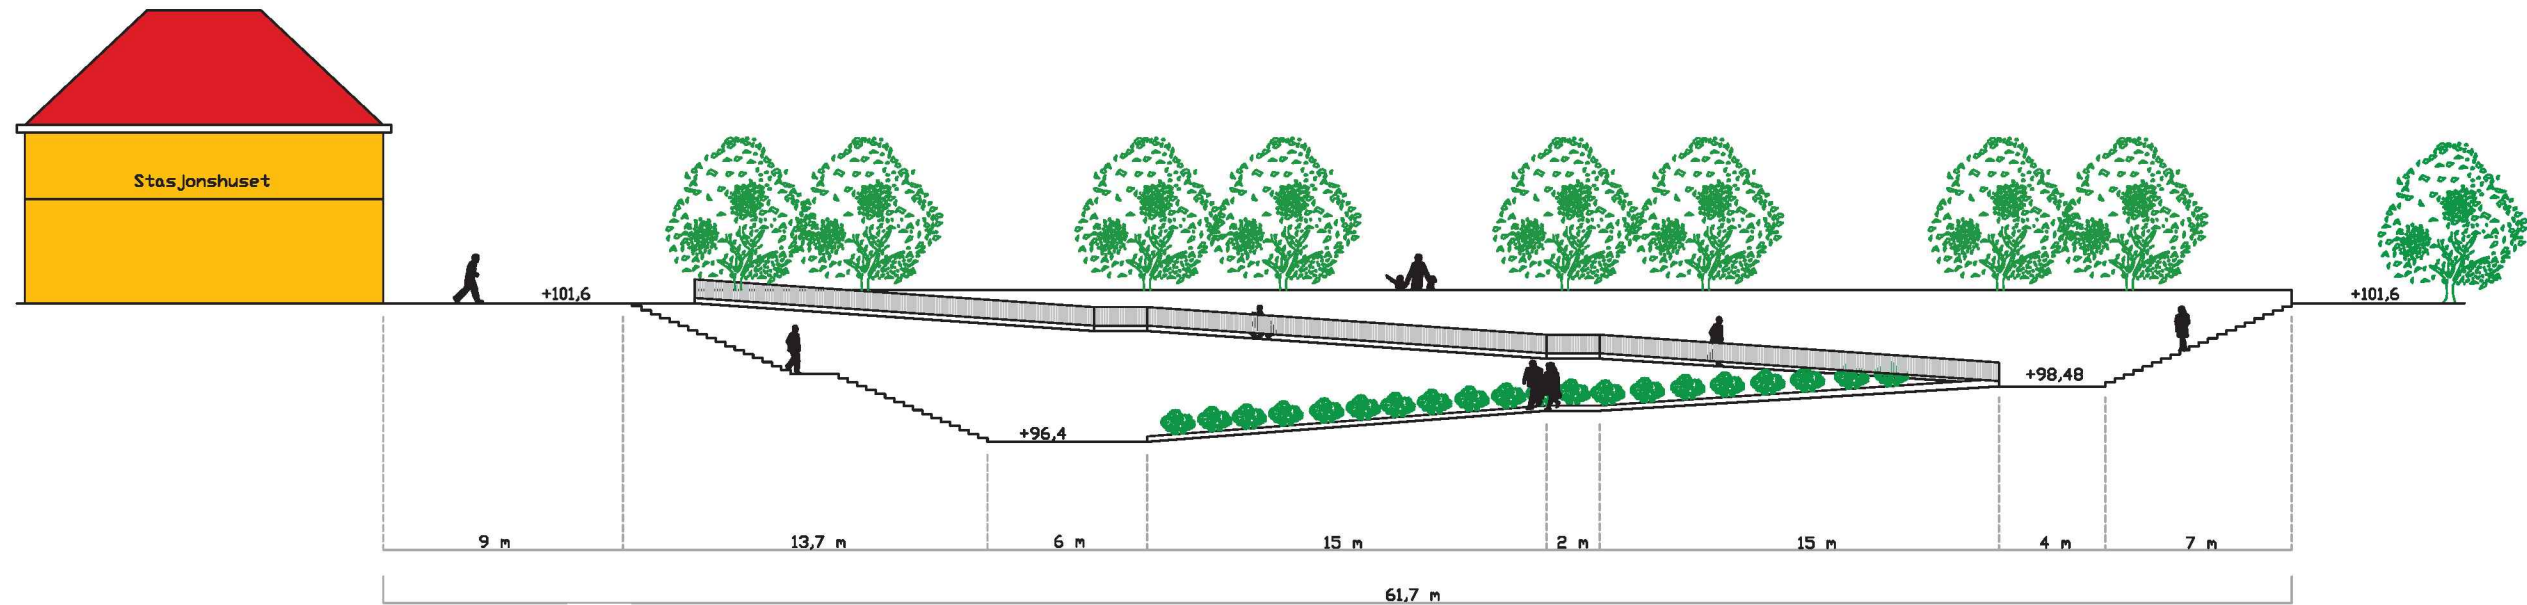 Stasjonshuset
+101,6
+101,6
+98,48
+96,4
9 m
13,7 m
6 m
15 m
2 m
15 m
4 m
7 m
61,7 m